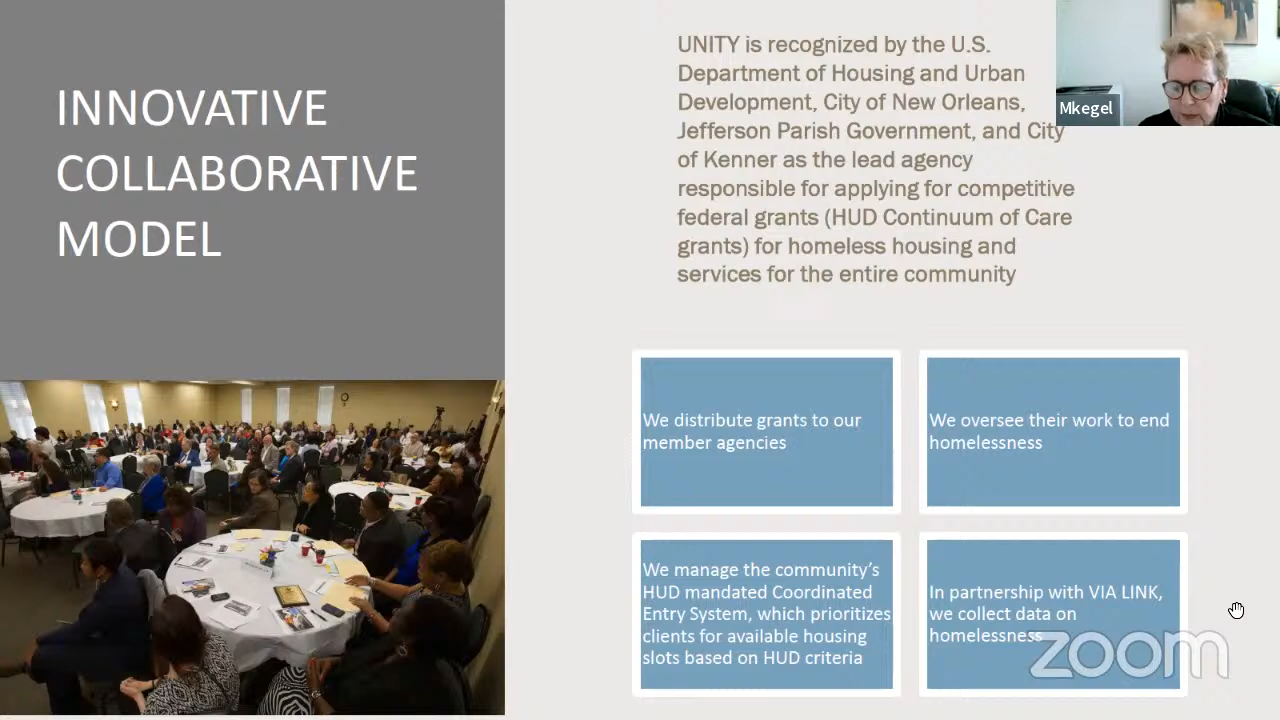 INNOVATIVE
COLLABORATIVE
MODEL
UNITY is recognized by the U.S.
Department of Housing and Urban
Development, City of New Orleans,
Jefferson Parish Government, and City
of Kenner as the lead agency
responsible for applying for competitive
federal grants (HUD Continuum of Care
grants) for homeless housing and
services for the entire community
Mkegel
We distribute grants to our
member agencies
We oversee their work to end
homelessness
We manage the community’s
HUD mandated Coordinated
Entry System, which prioritizes
clients for available housing
slots based on HUD criteria
In partnership with VIA LINK,
we collect data on
homelessness
zoom